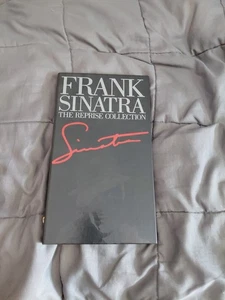 FRANK
SINATRA
THE REPRISE COLLECTION
Sinatra